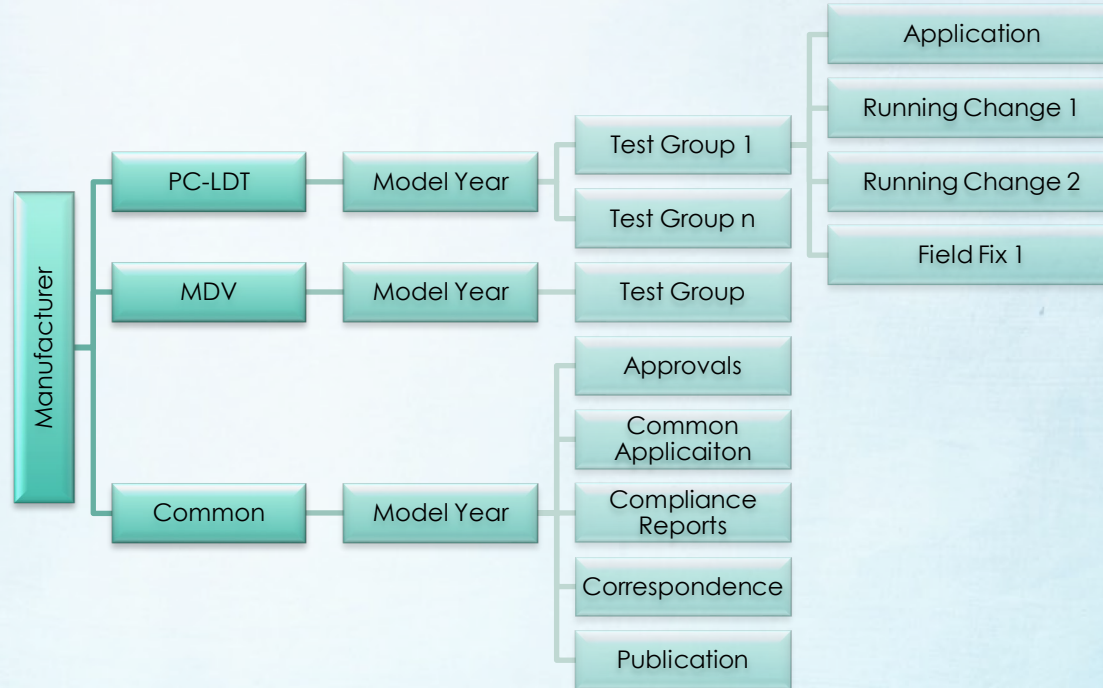 Manufacturer
PC-LDT
Model Year
Test Group 1
Application
Running Change 1
Running Change 2
Field Fix 1
Test Group n
MDV
Model Year
Test Group
Common
Model Year
Approvals
Common
Applicaiton
Compliance
Reports
Correspondence
Publication